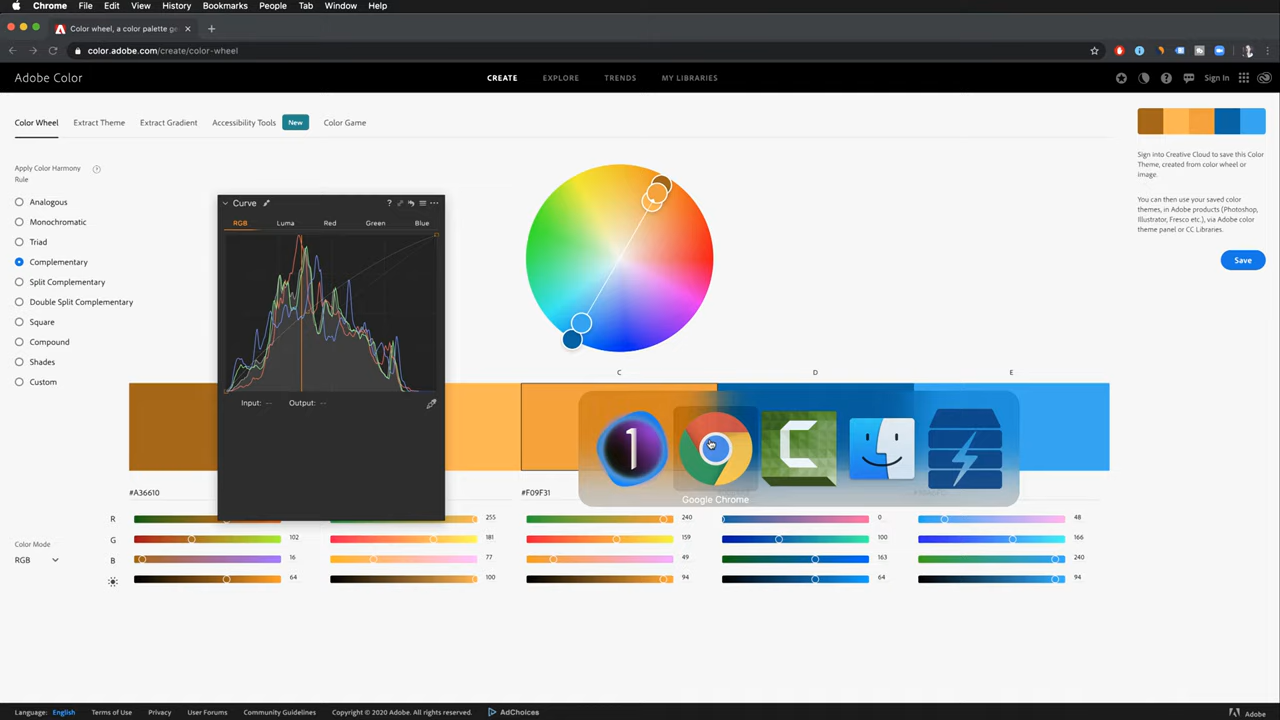 Chrome File Edit View History Bookmarks People Tab Window Help
Color wheel, a color palette ge
color.adobe.com/create/color-wheel
Adobe Color CREATE EXPLORE TRENDS MY LIBRARIES Sign In
Color Wheel Extract Theme Extract Gradient Accessibility Tools New Color Game
Apply Color Harmony
Rule
Analogous
Monochromatic
Triad
Complementary
Split Complementary
Double Split Complementary
Square
Compound
Shades
Custom
Curve
RGB Luma Red Green Blue
Input: -- Output: --
Sign into Creative Cloud to save this Color
Theme, created from color wheel or
image.
You can then use your saved color
themes, in Adobe products (Photoshop,
Illustrator, Fresco etc.), via Adobe color
theme panel or CC Libraries.
Save
C D E
Google Chrome
#A36610 #F09F31
Color Mode
RGB
R 255 240 0 48
G 102 181 159 100 166
B 16 77 49 163 240
64 100 94 64 94
Language: English Terms of Use Privacy User Forums Community Guidelines Copyright © 2020 Adobe. All rights reserved. AdChoices Adobe